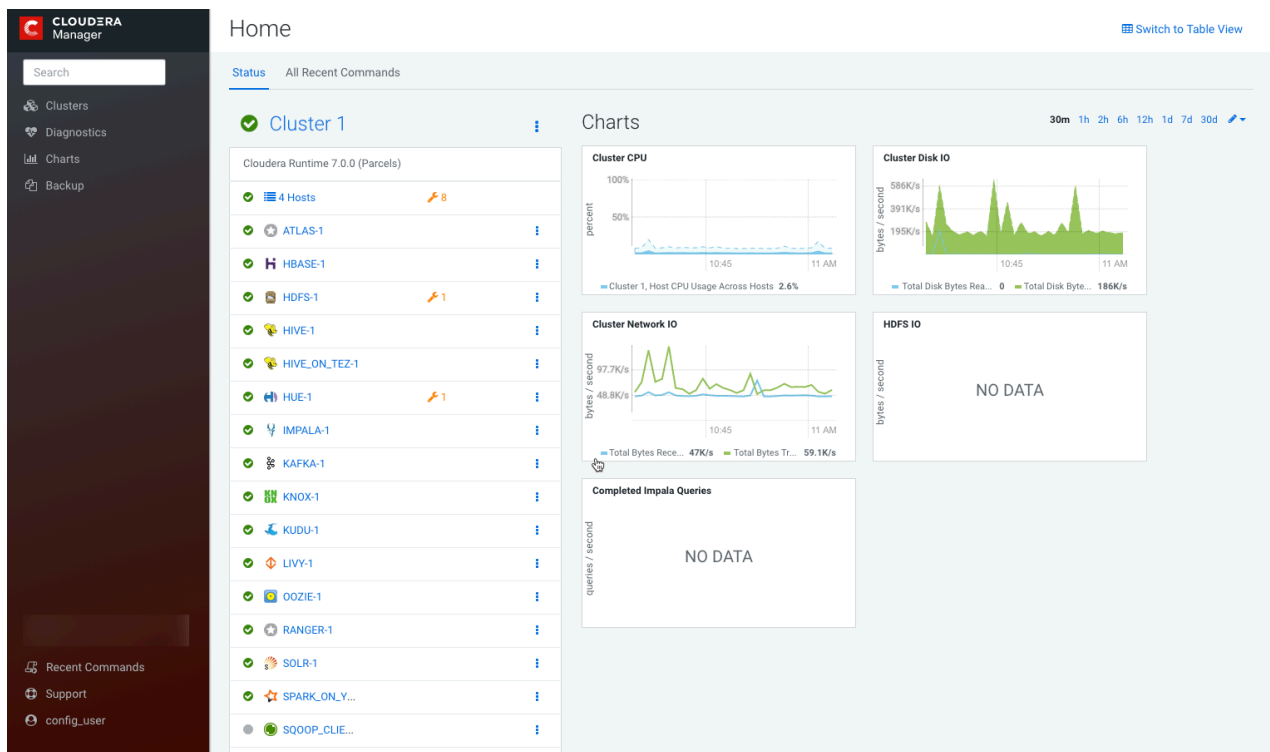 CLOUDERA
Manager
Search
Clusters
Diagnostics
Charts
Backup
Recent Commands
Support
config_user
Home
Switch to Table View
Status
All Recent Commands
Cluster 1
Cloudera Runtime 7.0.0 (Parcels)
4 Hosts 8
ATLAS-1
HBASE-1
HDFS-1 1
HIVE-1
HIVE_ON_TEZ-1
HUE-1 1
IMPALA-1
KAFKA-1
KNOX-1
KUDU-1
LIVY-1
OOZIE-1
RANGER-1
SOLR-1
SPARK_ON_Y...
SQOOP_CLIE...
Charts
30m 1h 2h 6h 12h 1d 7d 30d
Cluster CPU
percent
100%
50%
10:45 11 AM
Cluster 1, Host CPU Usage Across Hosts 2.6%
Cluster Disk IO
bytes / second
586K/s
391K/s
195K/s
10:45 11 AM
Total Disk Bytes Rea... 0 Total Disk Byte... 186K/s
Cluster Network IO
bytes / second
97.7K/s
48.8K/s
10:45 11 AM
Total Bytes Rece... 47K/s Total Bytes Tr... 59.1K/s
HDFS IO
bytes / second
NO DATA
Completed Impala Queries
queries / second
NO DATA